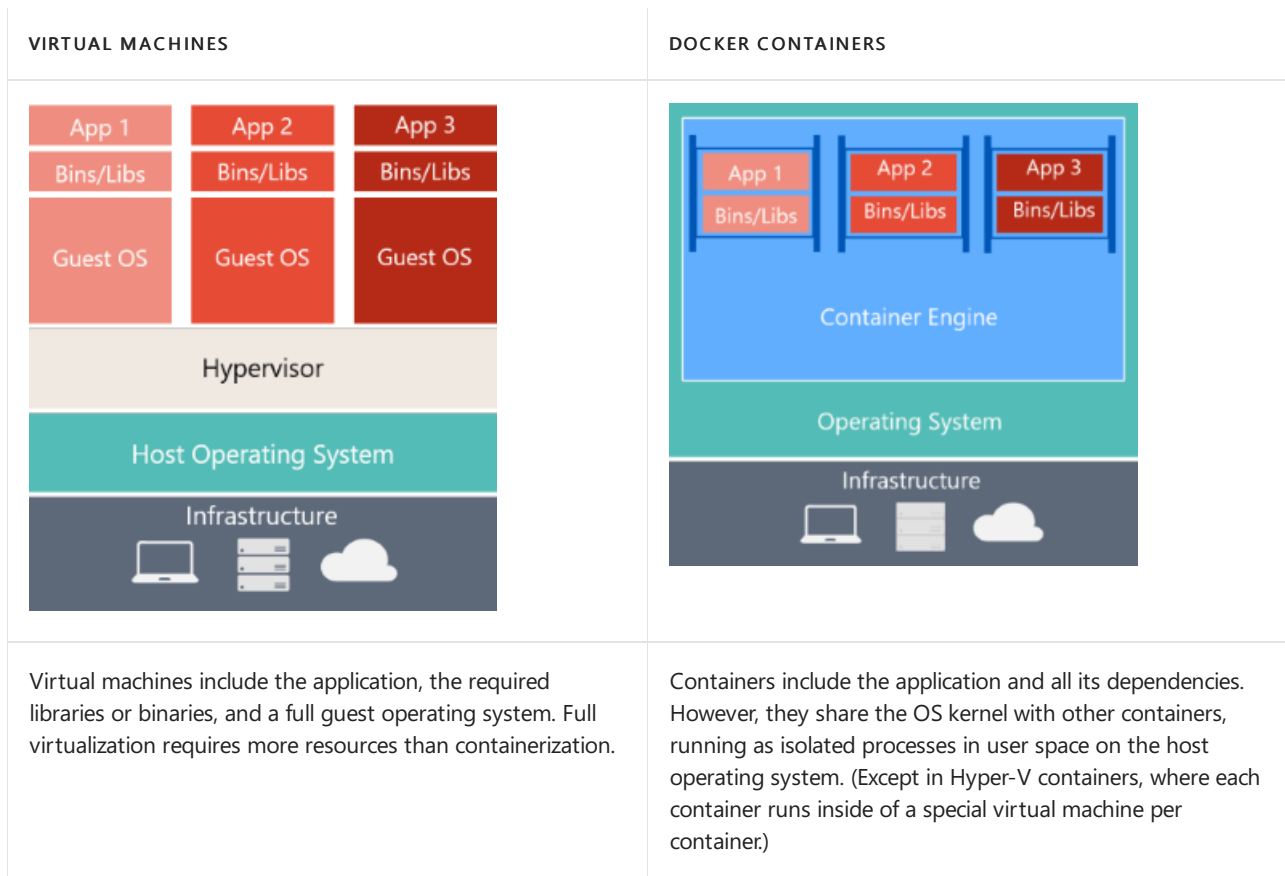 VIRTUAL MACHINES
DOCKER CONTAINERS
App 1
App 2
App 3
Bins/Libs
Bins/Libs
Bins/Libs
Guest OS
Guest OS
Guest OS
Hypervisor
Host Operating System
Infrastructure
App 1
App 2
App 3
Bins/Libs
Bins/Libs
Bins/Libs
Container Engine
Operating System
Infrastructure
Virtual machines include the application, the required
libraries or binaries, and a full guest operating system. Full
virtualization requires more resources than containerization.
Containers include the application and all its dependencies.
However, they share the OS kernel with other containers,
running as isolated processes in user space on the host
operating system. (Except in Hyper-V containers, where each
container runs inside of a special virtual machine per
container.)